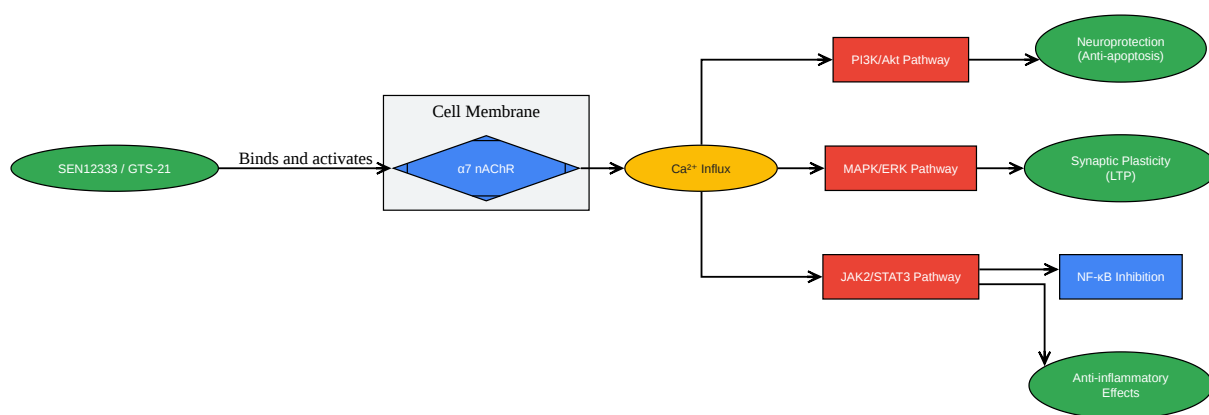 SEN12333 / GTS-21
Binds and activates
Cell Membrane
α7 nAChR
Ca²⁺ Influx
PI3K/Akt Pathway
Neuroprotection
(Anti-apoptosis)
MAPK/ERK Pathway
Synaptic Plasticity
(LTP)
JAK2/STAT3 Pathway
NF-κB Inhibition
Anti-inflammatory
Effects